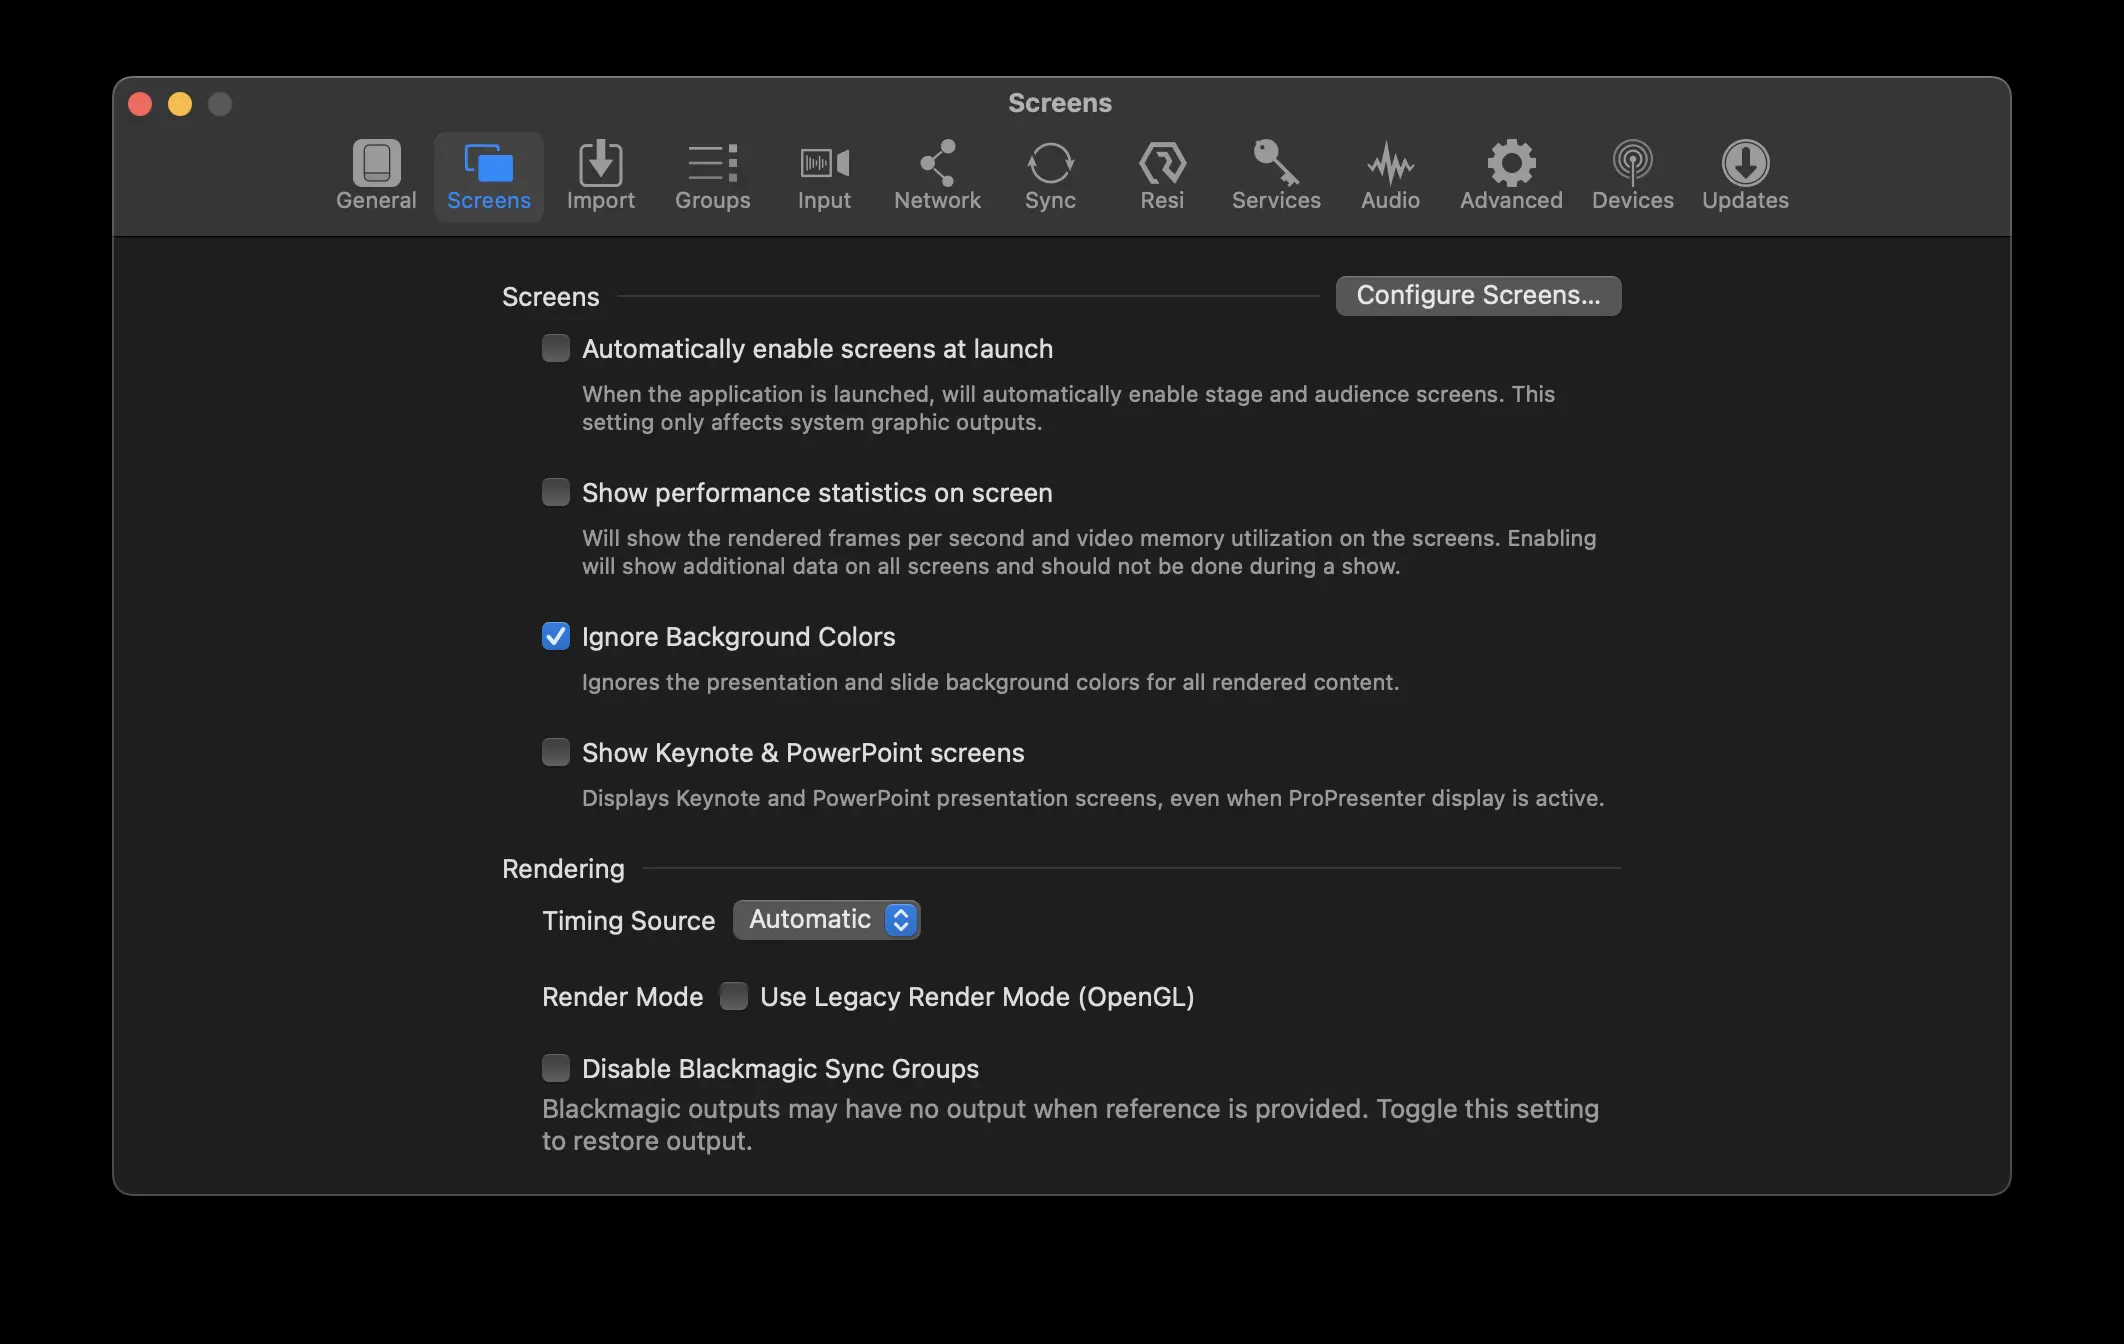 Screens
General
Screens
Import
Groups
Input
Network
Sync
Resi
Services
Audio
Advanced
Devices
Updates
Screens
Configure Screens...
Automatically enable screens at launch
When the application is launched, will automatically enable stage and audience screens. This
setting only affects system graphic outputs.
Show performance statistics on screen
Will show the rendered frames per second and video memory utilization on the screens. Enabling
will show additional data on all screens and should not be done during a show.
Ignore Background Colors
Ignores the presentation and slide background colors for all rendered content.
Show Keynote & PowerPoint screens
Displays Keynote and PowerPoint presentation screens, even when ProPresenter display is active.
Rendering
Timing Source Automatic
Render Mode Use Legacy Render Mode (OpenGL)
Disable Blackmagic Sync Groups
Blackmagic outputs may have no output when reference is provided. Toggle this setting
to restore output.